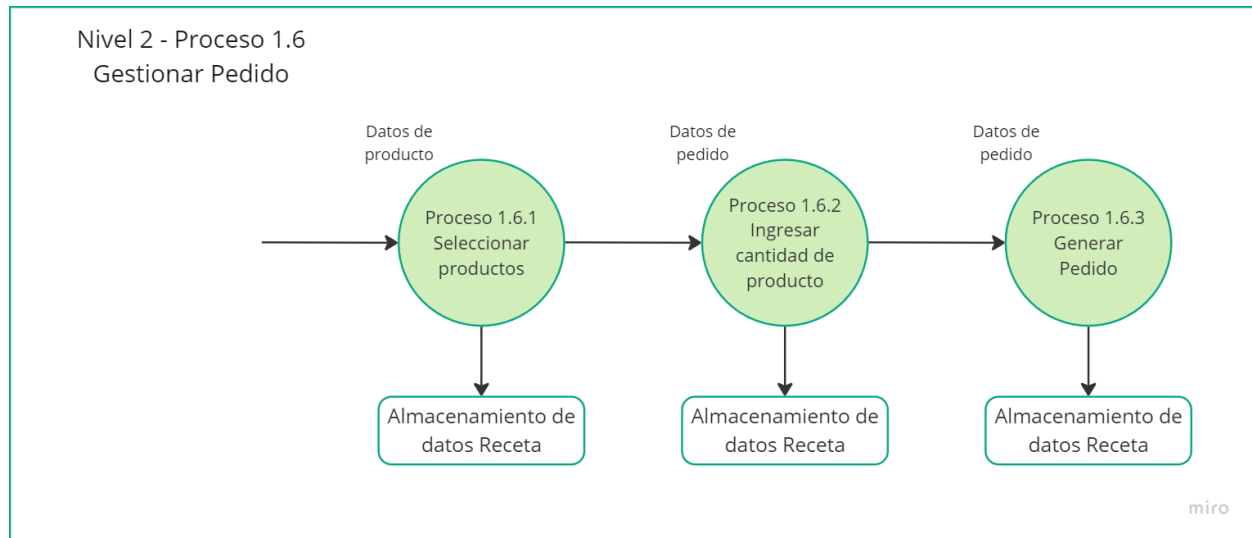 Nivel 2 - Proceso 1.6
Gestionar Pedido
Datos de
producto
Datos de
pedido
Datos de
pedido
Proceso 1.6.1
Seleccionar
productos
Proceso 1.6.2
Ingresar
cantidad de
producto
Proceso 1.6.3
Generar
Pedido
Almacenamiento de
datos Receta
Almacenamiento de
datos Receta
Almacenamiento de
datos Receta
miro